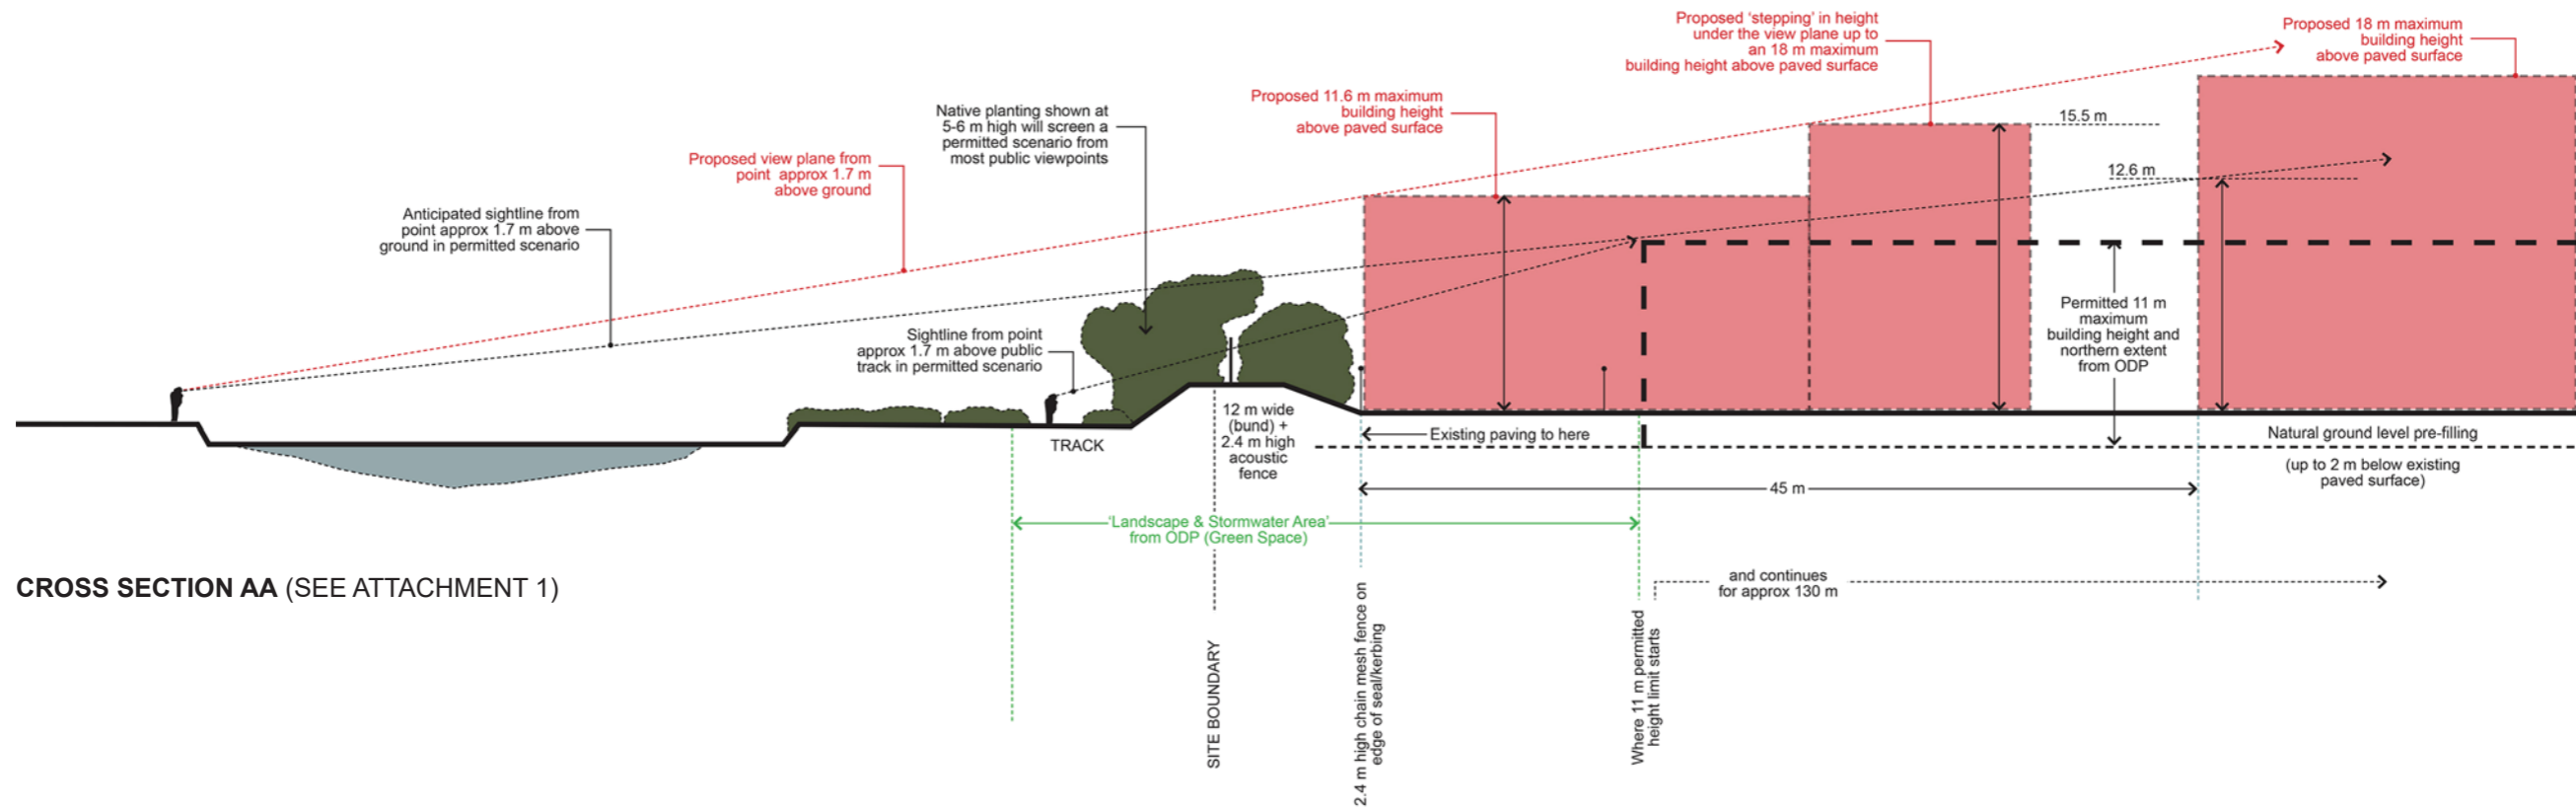 Proposed ‘stepping’ in height
under the view plane up to
an 18 m maximum
building height above paved surface
Proposed 18 m maximum
building height
above paved surface
Proposed 11.6 m maximum
building height
above paved surface
Native planting shown at
5-6 m high will screen a
permitted scenario from
most public viewpoints
15.5 m
Proposed view plane from
point approx 1.7 m
above ground
12.6 m
Anticipated sightline from
point approx 1.7 m above
ground in permitted scenario
Permitted 11 m
maximum
building height and
northern extent
from ODP
Sightline from point
approx 1.7 m above public
track in permitted scenario
12 m wide
(bund) +
2.4 m high
acoustic
fence
TRACK
Existing paving to here
Natural ground level pre-filling
(up to 2 m below existing
paved surface)
45 m
‘Landscape & Stormwater Area’
from ODP (Green Space)
CROSS SECTION AA (SEE ATTACHMENT 1)
and continues
for approx 130 m
SITE BOUNDARY
2.4 m high chain mesh fence on
edge of seal/kerbing
Where 11 m permitted
height limit starts